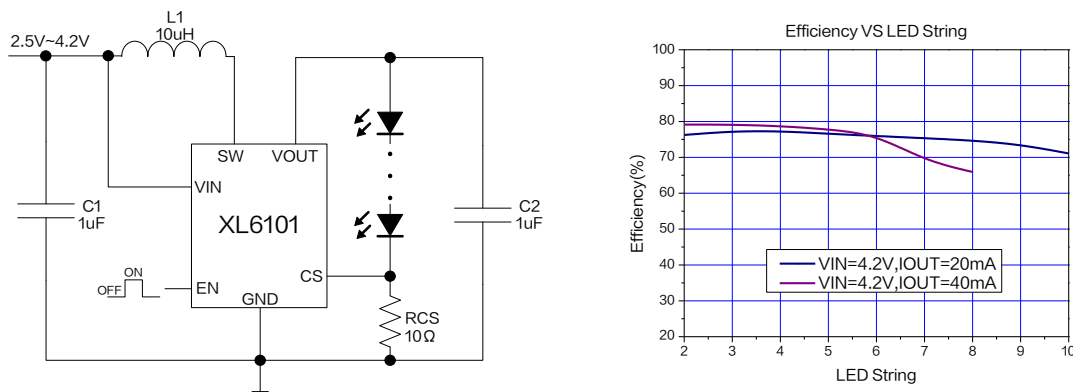 L1
10uH
2.5V~4.2V
SW
VOUT
VIN
XL6101
C1
1uF
C2
1uF
CS
ON
OFF
EN
GND
RCS
10Ω
Efficiency VS LED String
Efficiency(%)
100
90
80
70
60
50
40
30
20
VIN=4.2V,IOUT=20mA
VIN=4.2V,IOUT=40mA
2 3 4 5 6 7 8 9 10
LED String